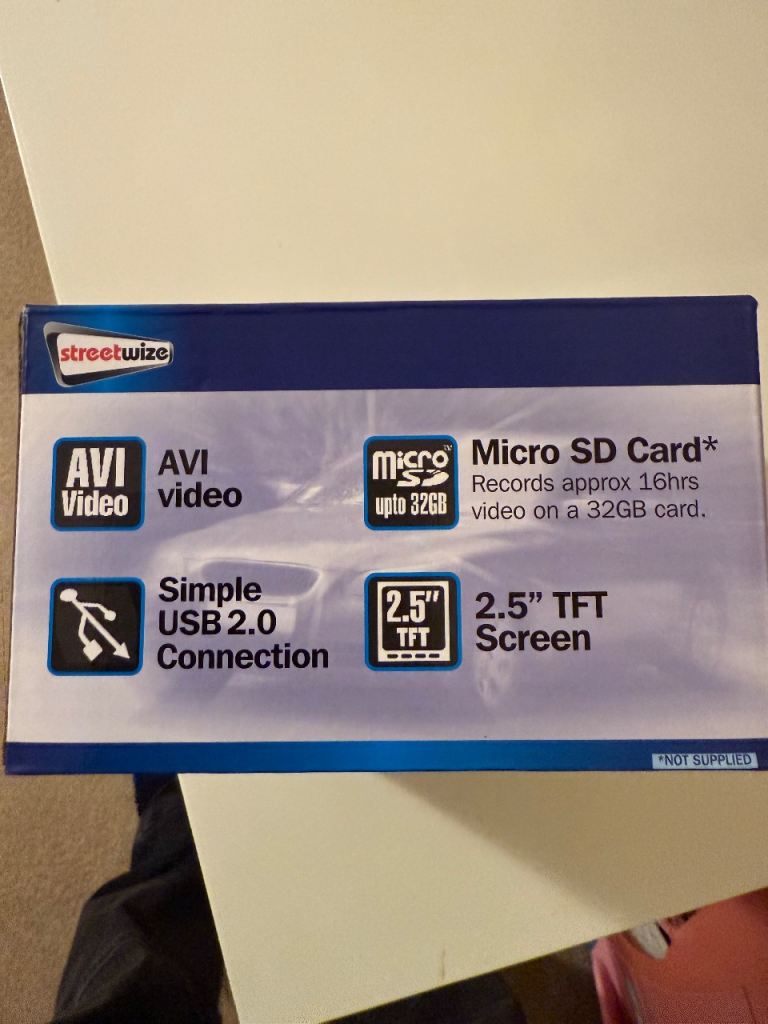 streetwize
AVI
Video
AVI
video
micro
SD
upto 32GB
Micro SD Card*
Records approx 16hrs
video on a 32GB card.
Simple
USB 2.0
Connection
2.5"
TFT
2.5” TFT
Screen
*NOT SUPPLIED